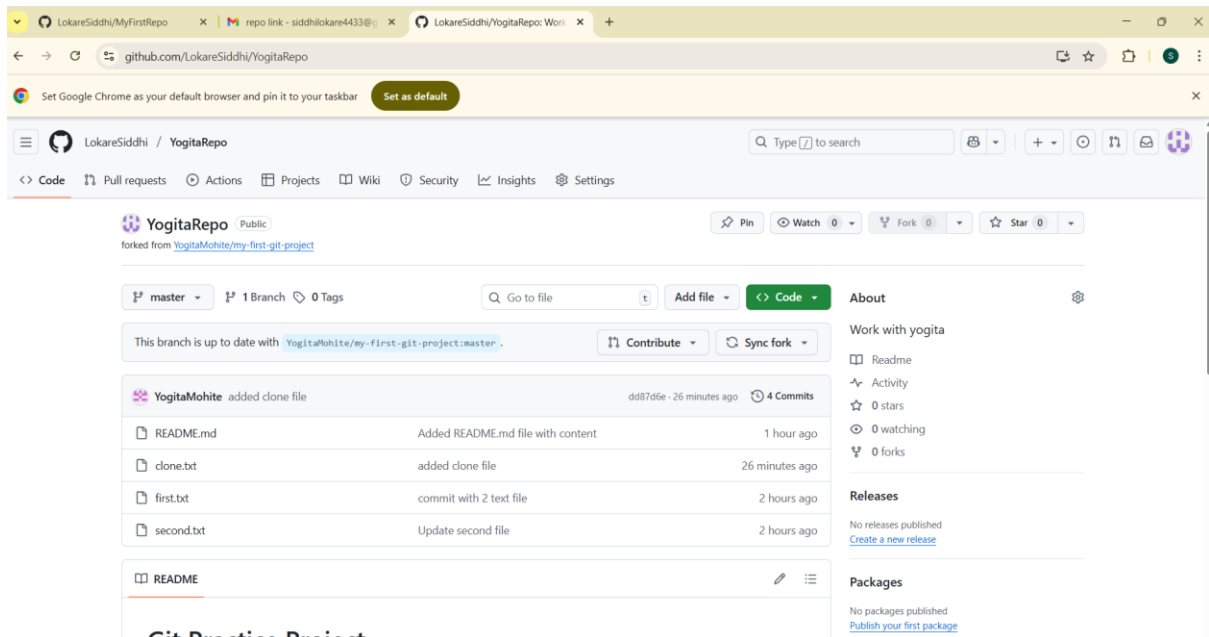 LokareSiddhi/MyFirstRepo
repo link - siddhilokare4433@g
LokareSiddhi/YogitaRepo: Work
github.com/LokareSiddhi/YogitaRepo
S
Set Google Chrome as your default browser and pin it to your taskbar Set as default
LokareSiddhi / YogitaRepo
Type / to search
Code Pull requests Actions Projects Wiki Security Insights Settings
YogitaRepo Public
Pin Watch 0 Fork 0 Star 0
forked from YogitaMohite/my-first-git-project
master 1 Branch 0 Tags
Go to file t
Add file Code
This branch is up to date with YogitaMohite/my-first-git-project:master .
Contribute Sync fork
YogitaMohite added clone file dd87d6e · 26 minutes ago 4 Commits
README.md Added README.md file with content 1 hour ago
clone.txt added clone file 26 minutes ago
first.txt commit with 2 text file 2 hours ago
second.txt Update second file 2 hours ago
README
Git Practice Project
About
Work with yogita
Readme
Activity
0 stars
0 watching
0 forks
Releases
No releases published
Create a new release
Packages
No packages published
Publish your first package